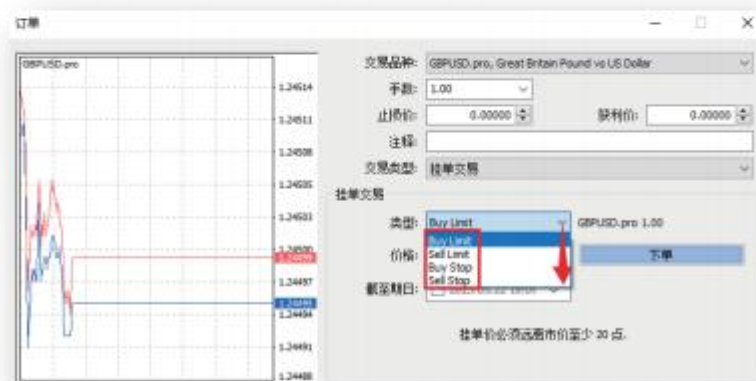 订单
GBPUSD.pro
1.24514
1.24511
1.24508
1.24505
1.24503
1.24500
1.24499
1.24497
1.24495
1.24494
1.24491
1.24488
交易品种: GBPUSD.pro, Great Britain Pound vs US Dollar
手数: 1.00
止损价: 0.00000 获利价: 0.00000
注释:
交易类型: 挂单交易
挂单交易
类型: Buy Limit GBPUSD.pro 1.00
Buy Limit
价格: Sell Limit 下单
Buy Stop
Sell Stop
截至期日:
挂单价必须远离市价至少 20 点.